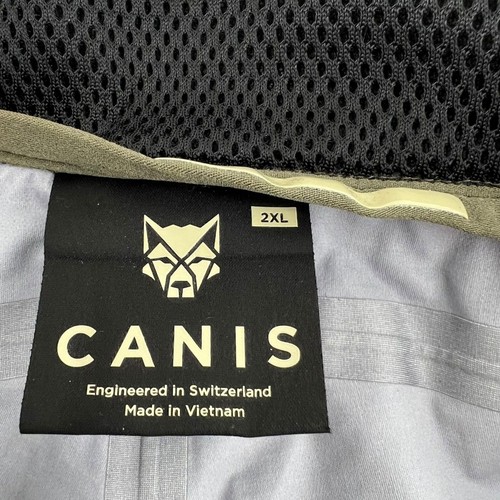 2XL
CANIS
Engineered in Switzerland
Made in Vietnam